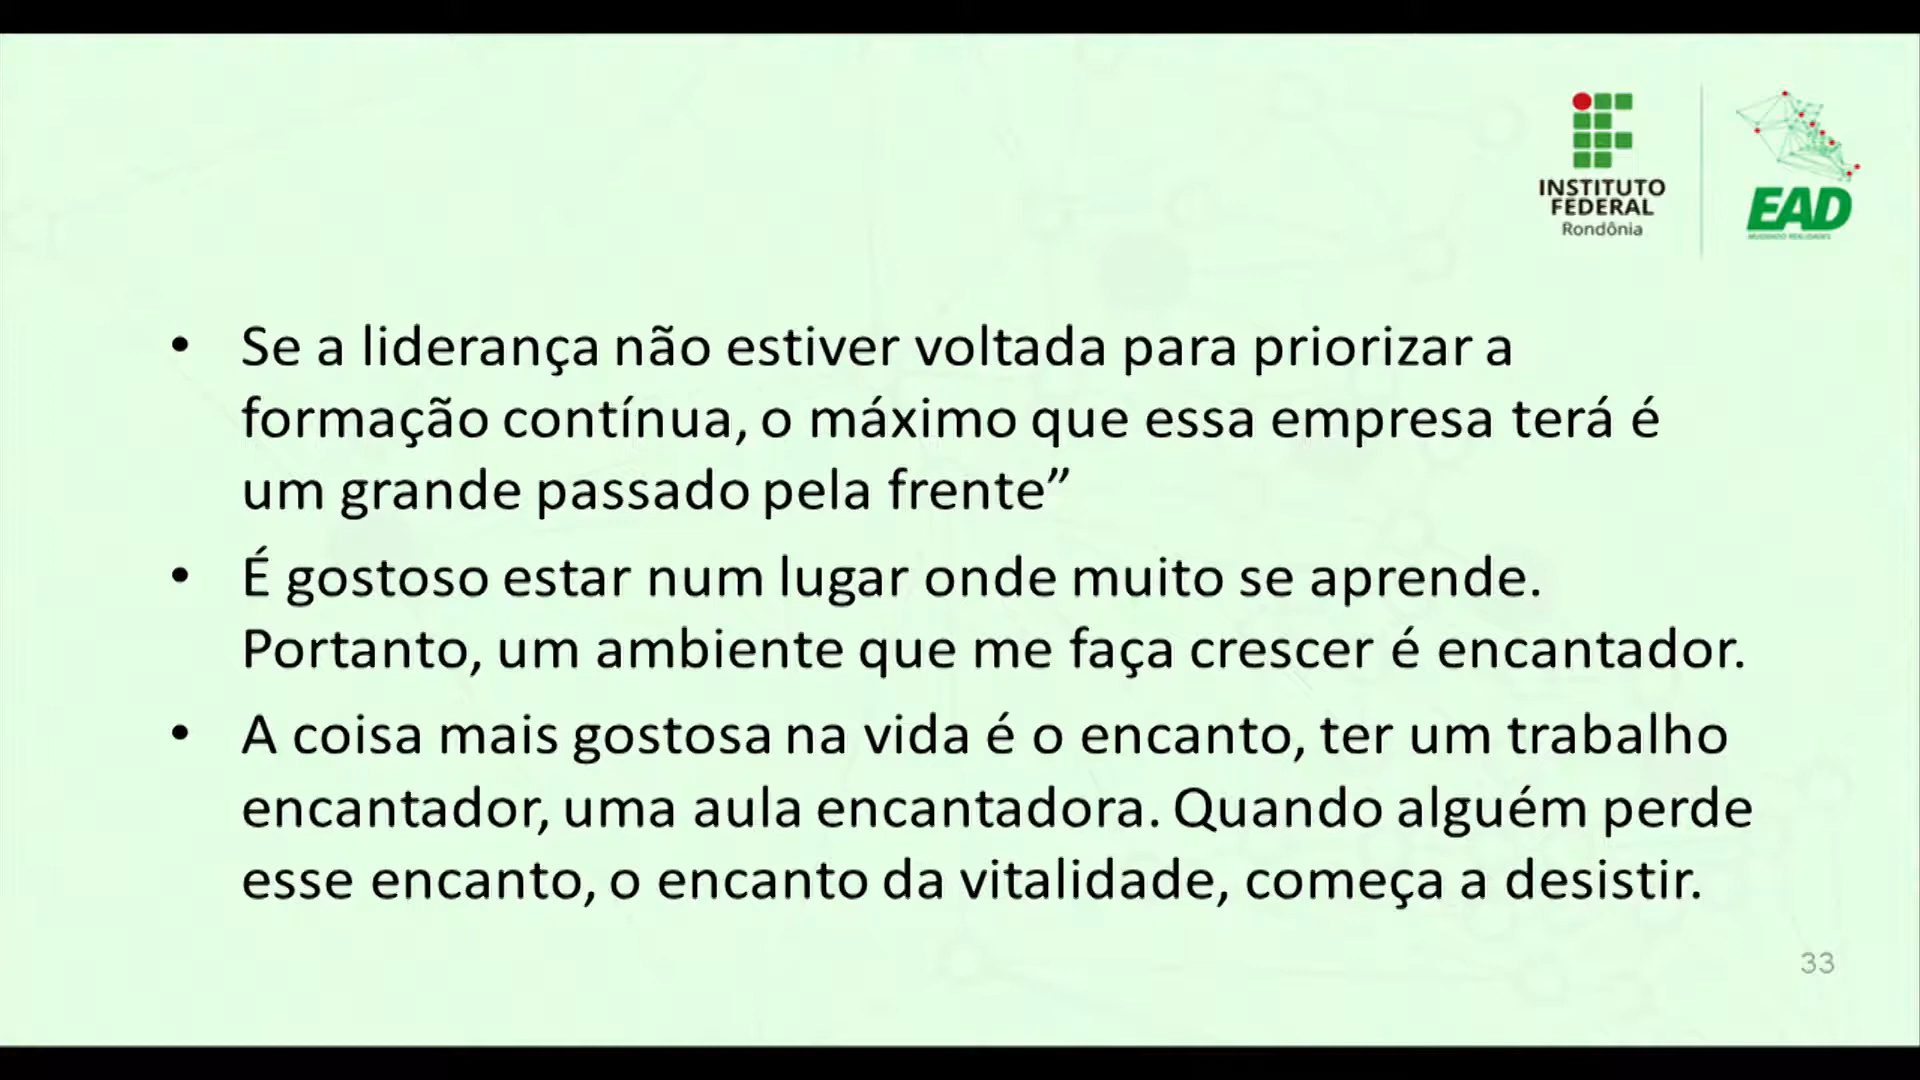 INSTITUTO
FEDERAL
Rondônia
EAD
• Se a liderança não estiver voltada para priorizar a
formação contínua, o máximo que essa empresa terá é
um grande passado pela frente”
• É gostoso estar num lugar onde muito se aprende.
Portanto, um ambiente que me faça crescer é encantador.
• A coisa mais gostosa na vida é o encanto, ter um trabalho
encantador, uma aula encantadora. Quando alguém perde
esse encanto, o encanto da vitalidade, começa a desistir.
33